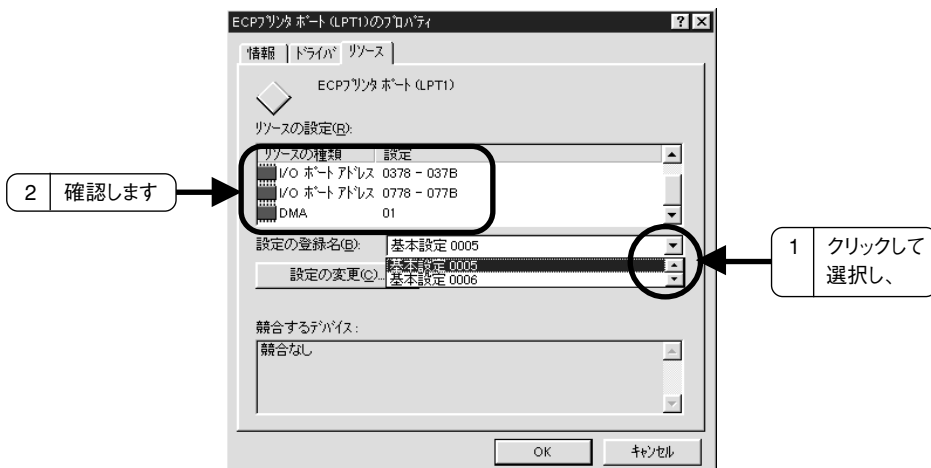 ECPプリンタ ポート (LPT1)のプロパティ
情報 ドライバ リソース
ECPプリンタ ポート (LPT1)
リソースの設定(R):
リソースの種類 設定
I/O ポート アドレス 0378 - 037B
I/O ポート アドレス 0778 - 077B
DMA 01
2 確認します
設定の登録名(B): 基本設定 0005
基本設定 0005
設定の変更(C)... 基本設定 0006
1 クリックして
選択し、
競合するデバイス:
競合なし
OK キャンセル